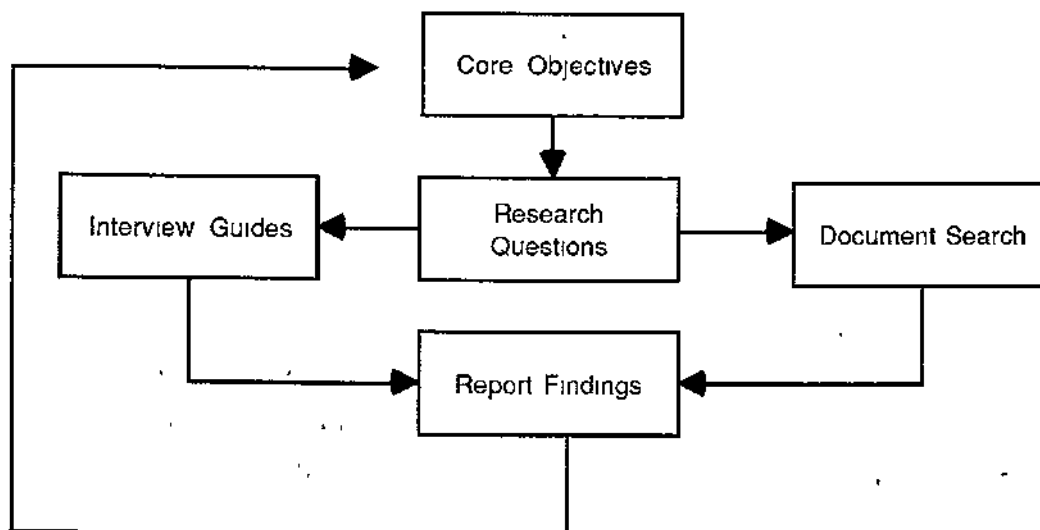 Core Objectives
Interview Guides
Research
Questions
Document Search
Report Findings